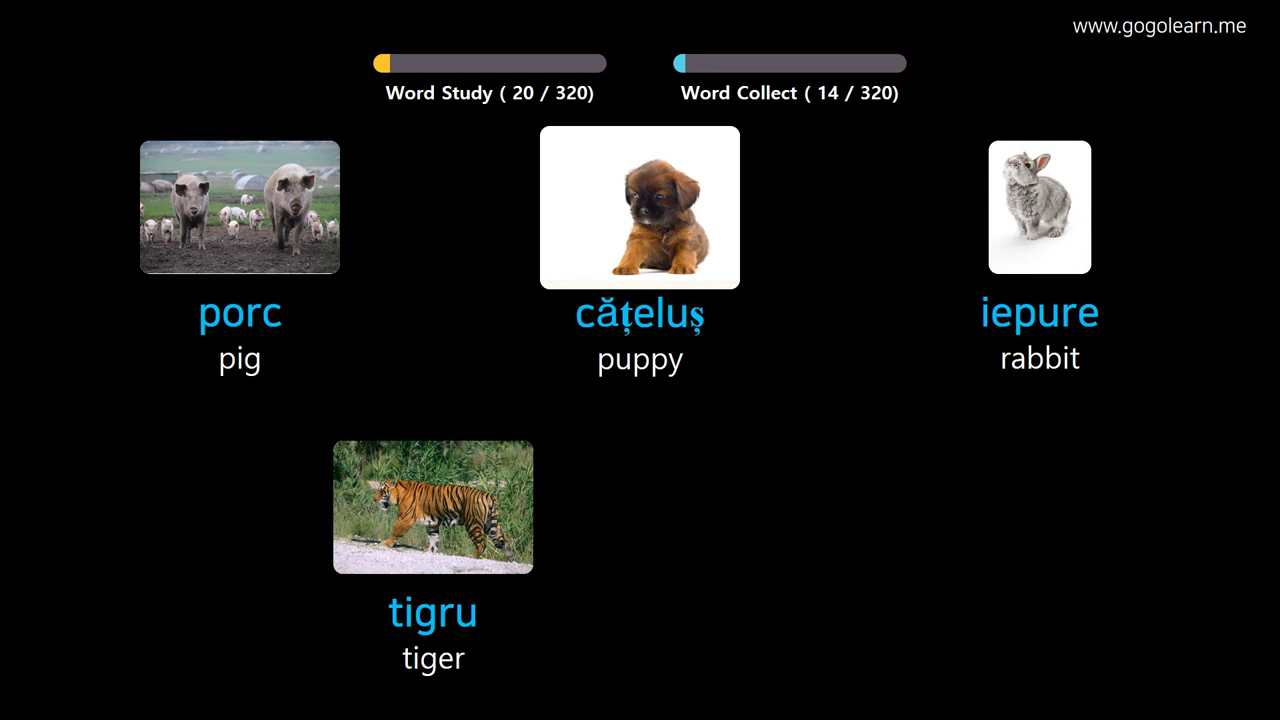 www.gogolearn.me
Word Study ( 20 / 320)
Word Collect ( 14 / 320)
porc
pig
cățeluș
puppy
iepure
rabbit
tigru
tiger